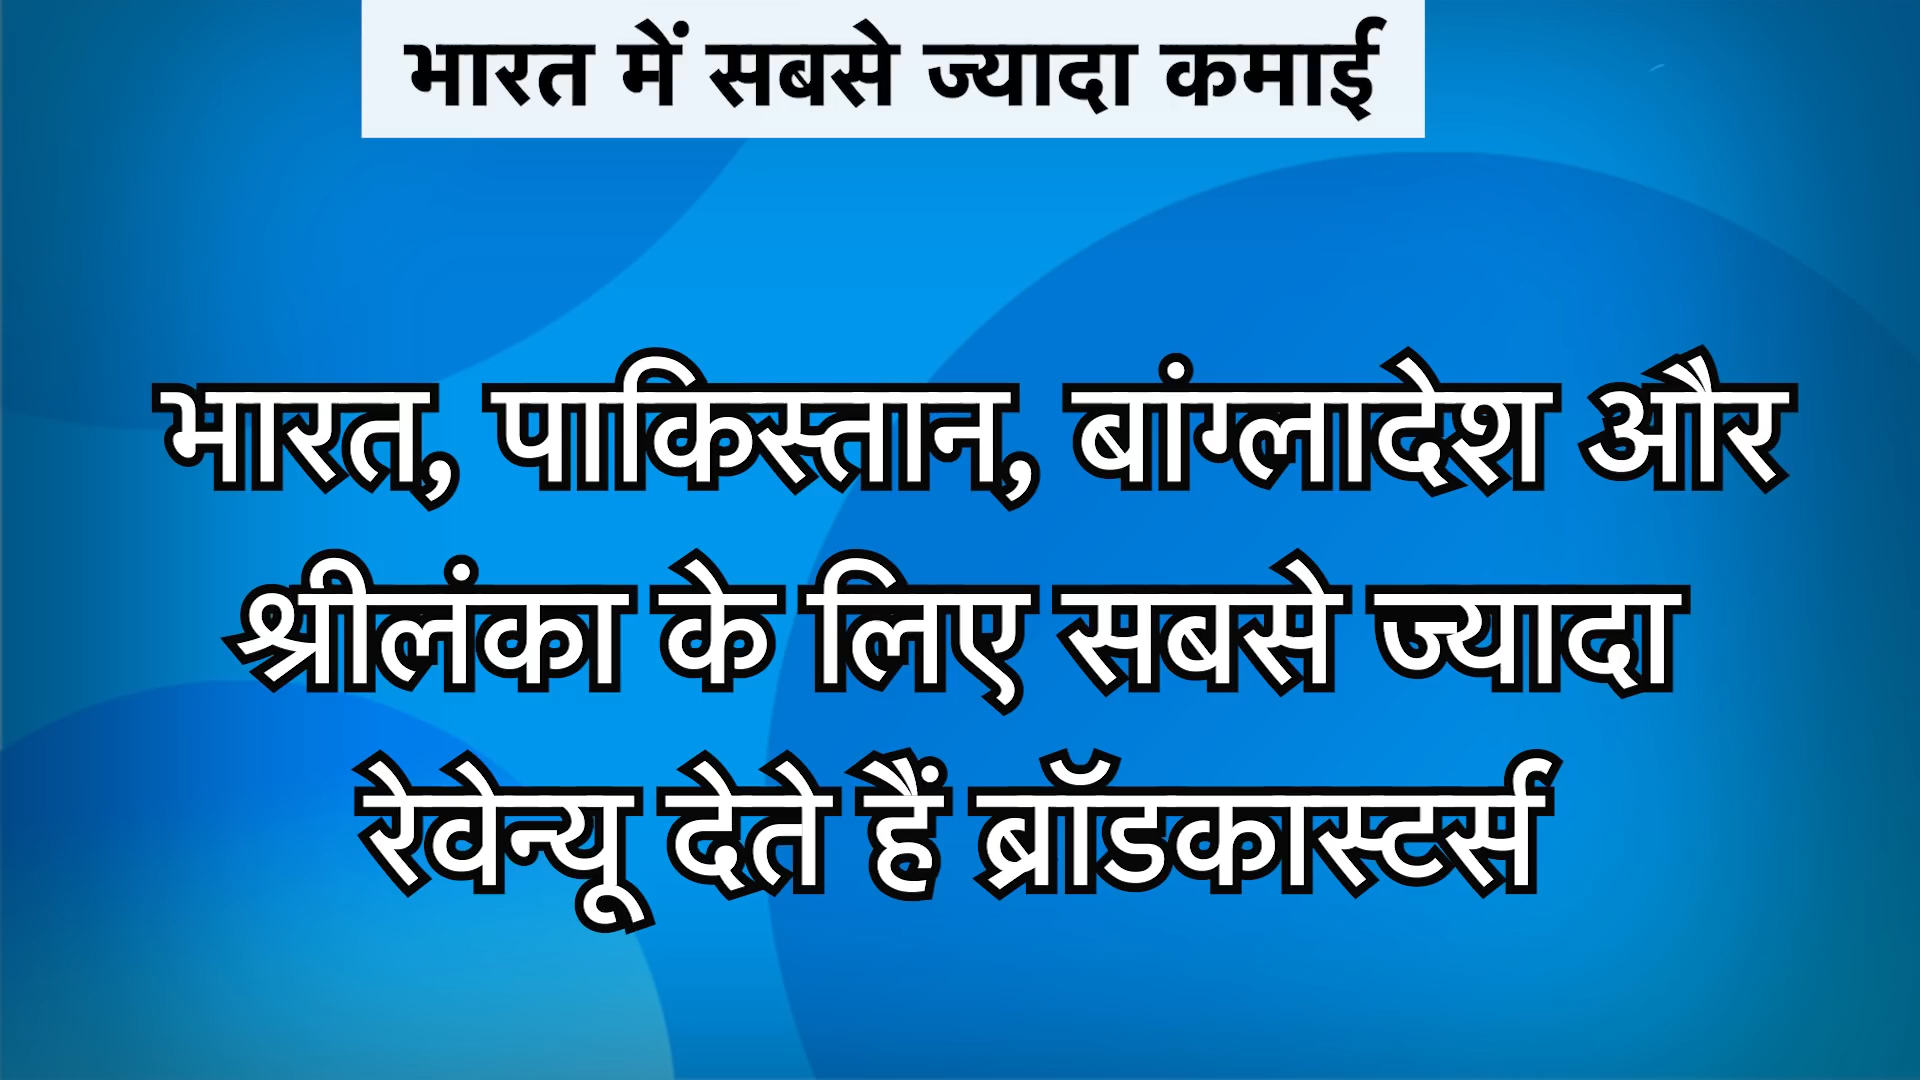 भारत में सबसे ज्यादा कमाई
भारत, पाकिस्तान, बांग्लादेश और
श्रीलंका के लिए सबसे ज्यादा
रेवेन्यू देते हैं ब्रॉडकास्टर्स